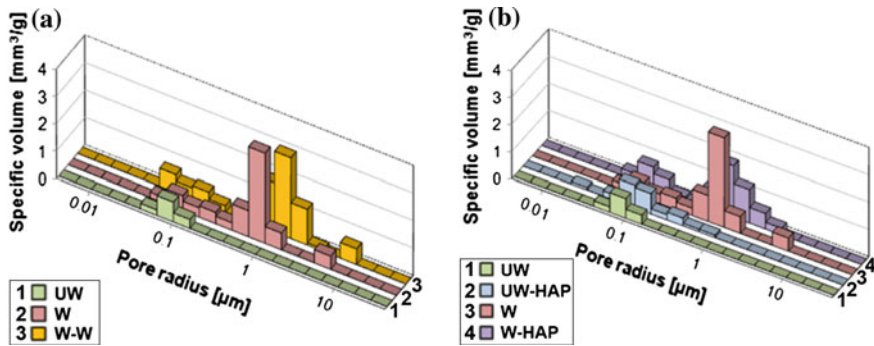 (a)
Specific volume [mm³/g]
4
3
2
1
0
0.01
0.1
1
10
Pore radius [µm]
1
2
3
1 UW
2 W
3 W-W
(b)
Specific volume [mm³/g]
4
3
2
1
0
0.01
0.1
1
10
Pore radius [µm]
1
2
3
4
1 UW
2 UW-HAP
3 W
4 W-HAP